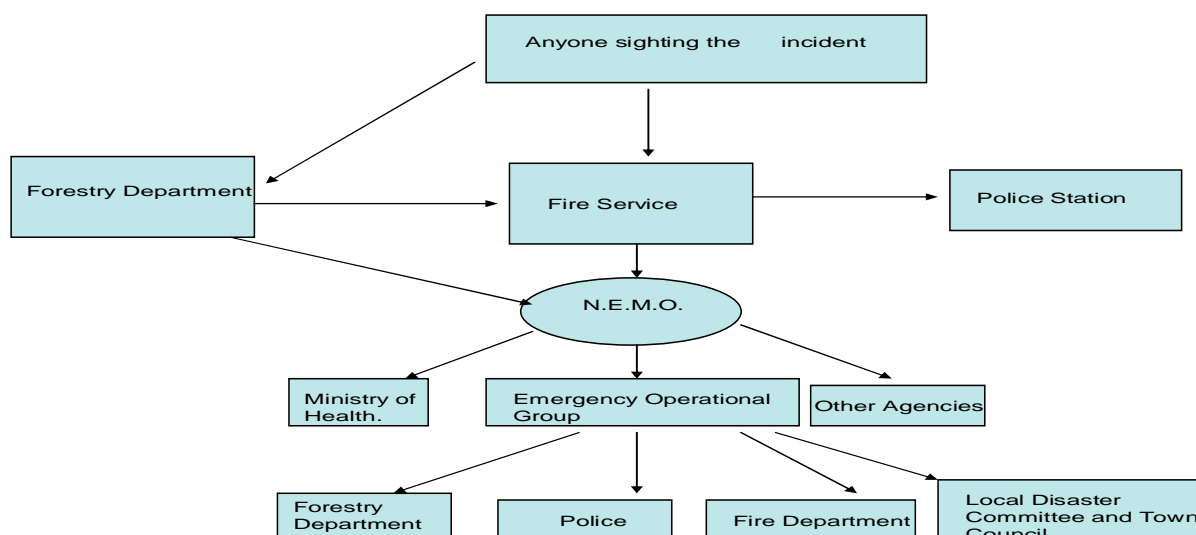 Anyone sighting the incident
Forestry Department
Fire Service
Police Station
N.E.M.O.
Ministry of
Health.
Emergency Operational
Group
Other Agencies
Forestry
Department
Police
Fire Department
Local Disaster
Committee and Town
Council